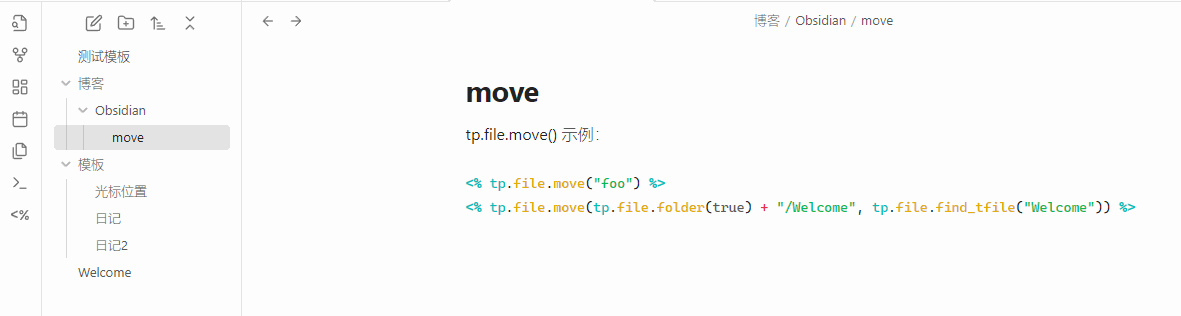 博客 / Obsidian / move
测试模板
博客
Obsidian
move
模板
光标位置
日记
日记2
Welcome
<%
move
tp.file.move() 示例：
<% tp.file.move("foo") %>
<% tp.file.move(tp.file.folder(true) + "/Welcome", tp.file.find_tfile("Welcome")) %>